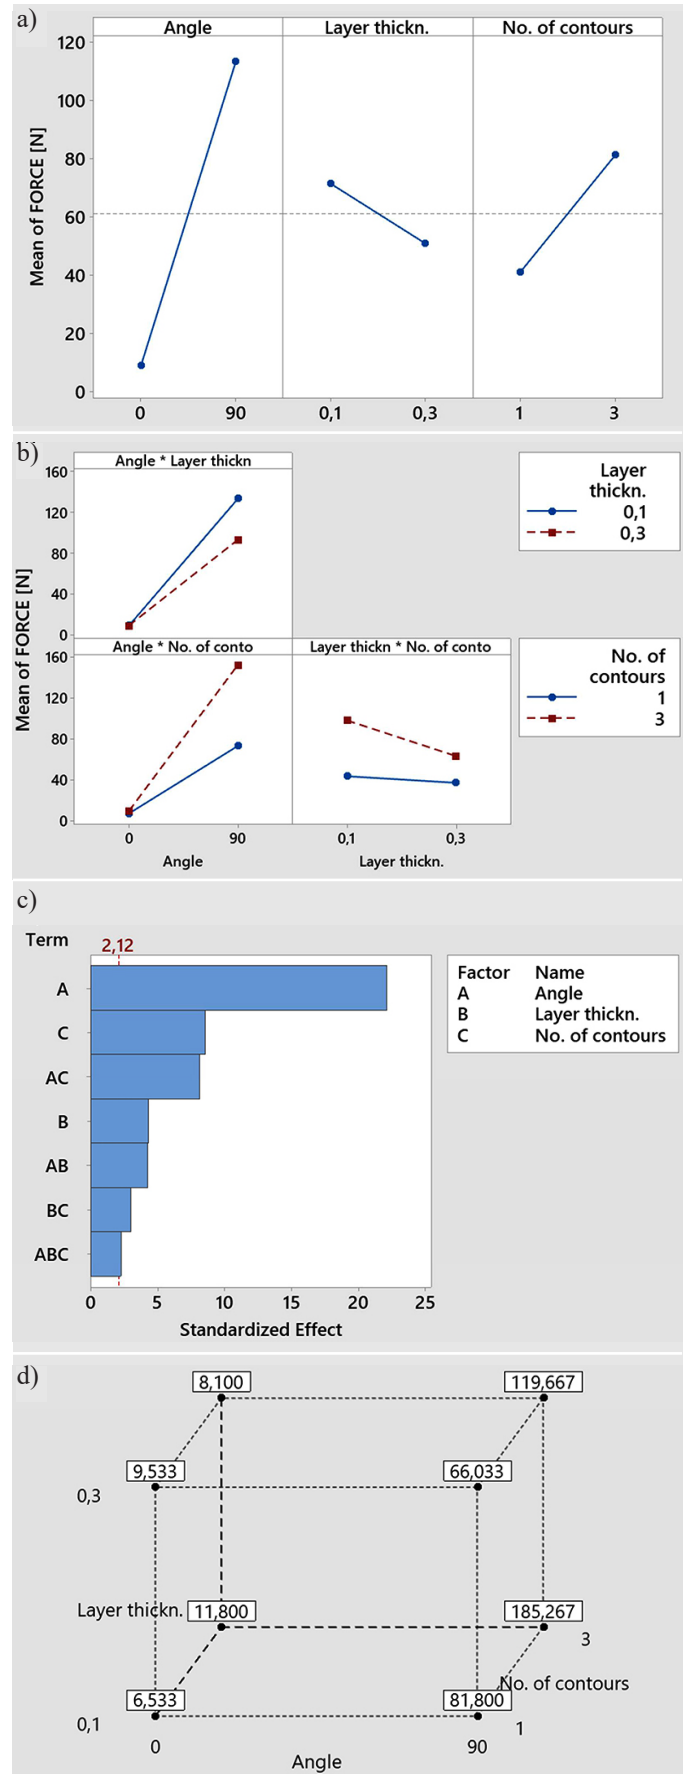 a)
Angle Layer thickn. No. of contours
120
100
80
60
40
20
0
Mean of FORCE [N]
0 90 0,1 0,3 1 3
b)
Angle * Layer thickn
160
120
80
40
0
Layer
thickn.
0,1
0,3
Mean of FORCE [N]
Angle * No. of conto Layer thickn * No. of conto
160
120
80
40
0
No. of
contours
1
3
0 90 0,1 0,3
Angle Layer thickn.
c)
Term
2,12
A
C
AC
B
AB
BC
ABC
0 5 10 15 20 25
Standardized Effect
Factor Name
A Angle
B Layer thickn.
C No. of contours
d)
8,100 119,667
9,533 66,033
0,3
Layer thickn. 11,800 185,267
3
No. of contours
6,533 81,800
0,1 1
0 90
Angle